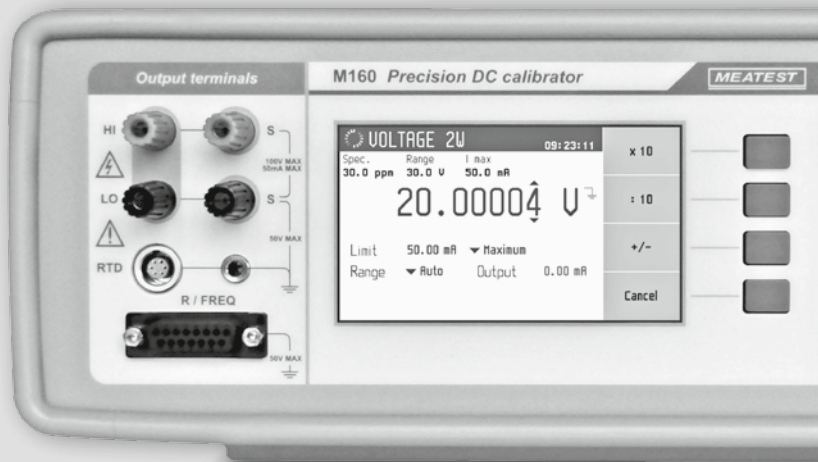 Output terminals
M160 Precision DC calibrator
MEATEST
HI
S
100V MAX
50mA MAX
LO
S
50V MAX
RTD
R / FREQ
50V MAX
VOLTAGE 2W
09:23:11
Spec. Range I max
30.0 ppm 30.0 V 50.0 mA
20.00004 V
Limit 50.00 mA Maximum
Range Auto Output 0.00 mA
x 10
: 10
+/-
Cancel